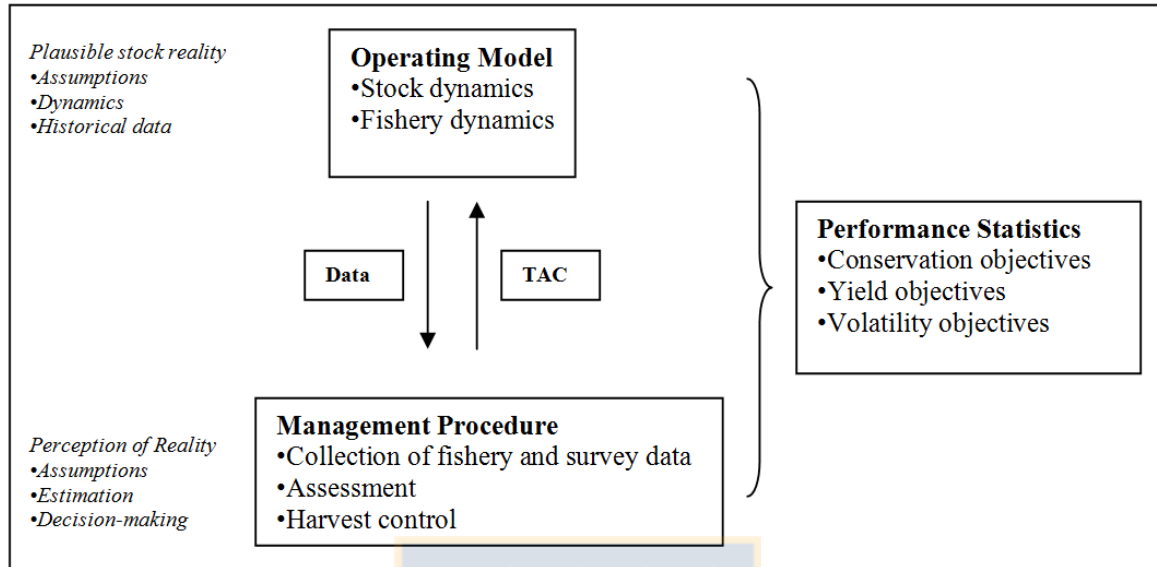 Plausible stock reality
•Assumptions
•Dynamics
•Historical data
Operating Model
•Stock dynamics
•Fishery dynamics
Data
TAC
Performance Statistics
•Conservation objectives
•Yield objectives
•Volatility objectives
Perception of Reality
•Assumptions
•Estimation
•Decision-making
Management Procedure
•Collection of fishery and survey data
•Assessment
•Harvest control